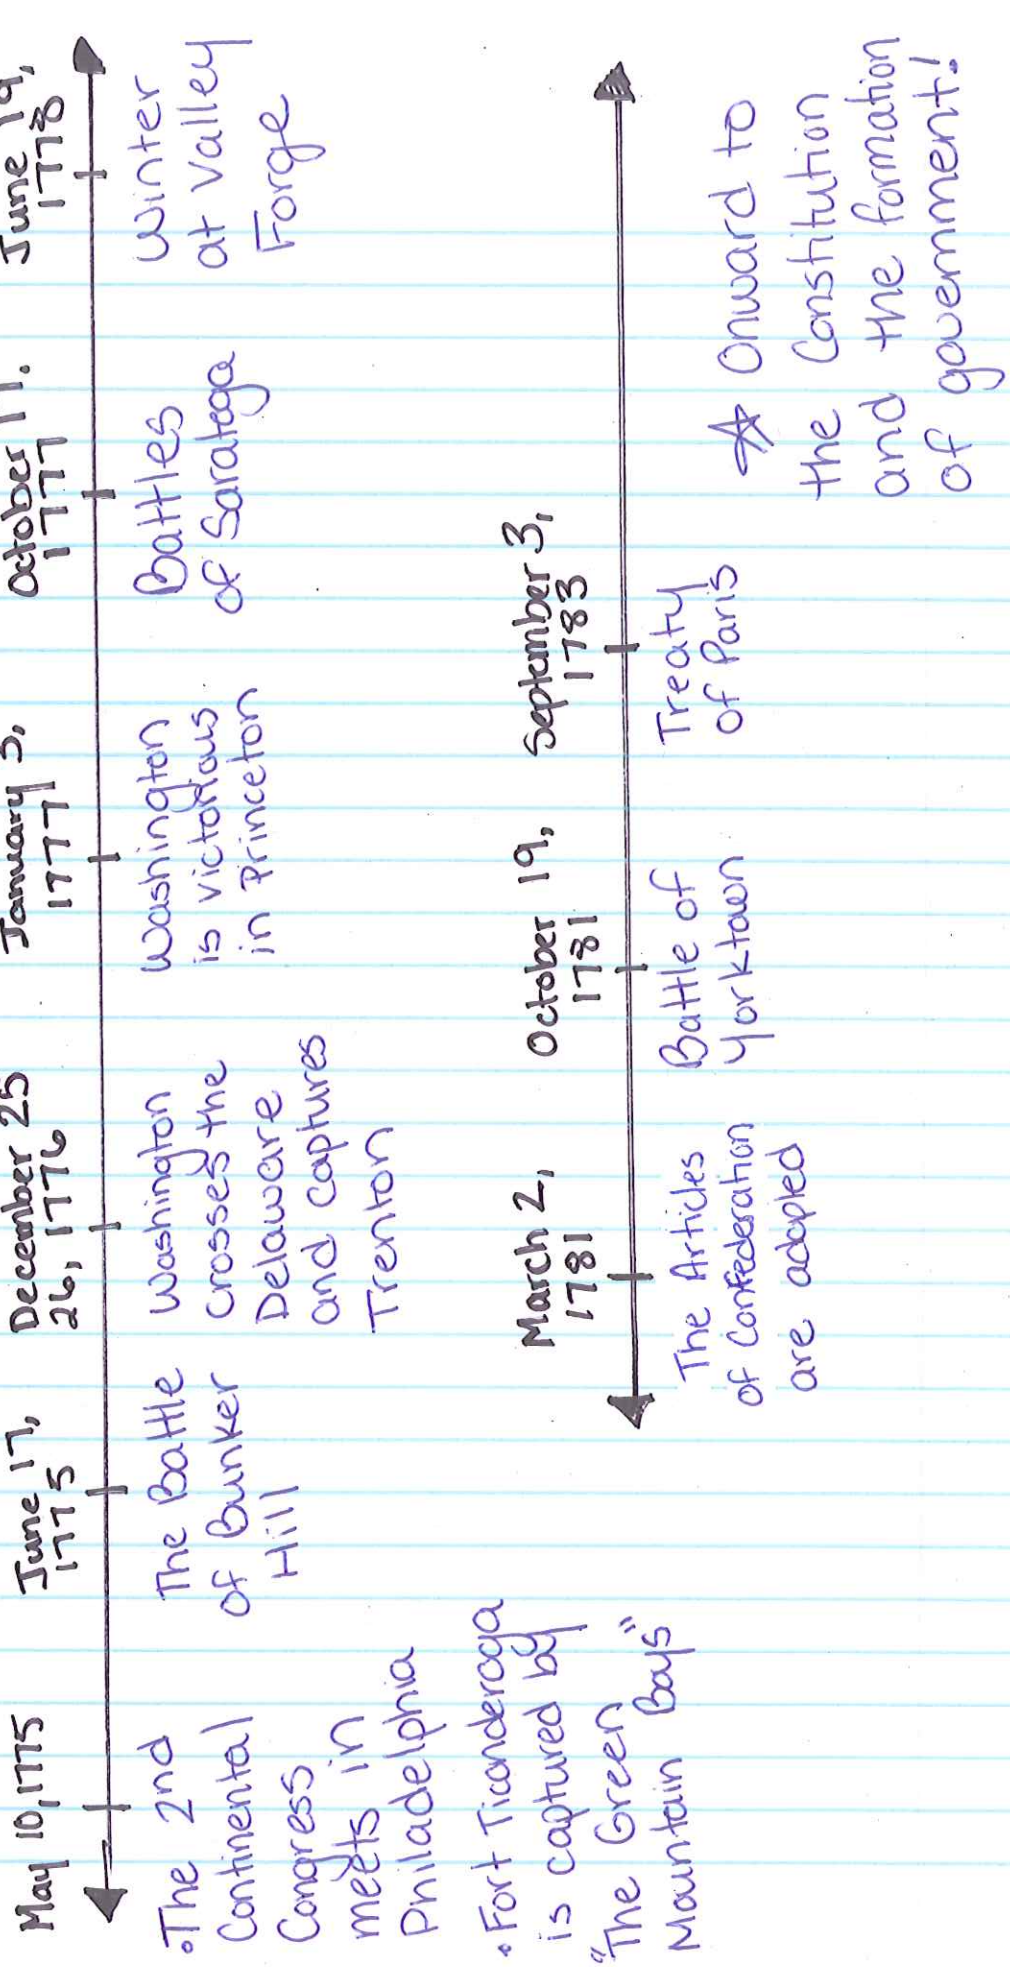 May 10, 1775
• The 2nd
Continental
Congress
meets in
Philadelphia
• Fort Ticonderoga
is captured by
"The Green
Mountain Boys"
June 17,
1775
The Battle
of Bunker
Hill
December 25
26, 1776
Washington
crosses the
Delaware
and captures
Trenton
January 3,
1777
Washington
is victorious
in Princeton
October 17.
1777
Battles
of Saratoga
June 19,
1778
Winter
at Valley
Forge
March 2,
1781
The Articles
of Confederation
are adopted
October 19,
1781
Battle of
Yorktown
September 3,
1783
Treaty
of Paris
☆ Onward to
the Constitution
and the formation
of government!